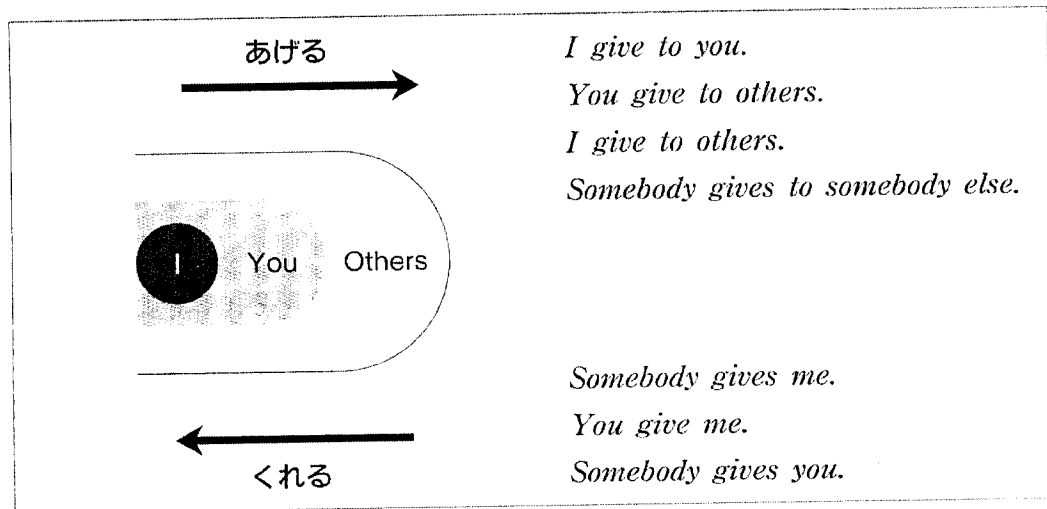 あげる
I give to you.
You give to others.
I give to others.
Somebody gives to somebody else.
I You Others
Somebody gives me.
You give me.
Somebody gives you.
くれる